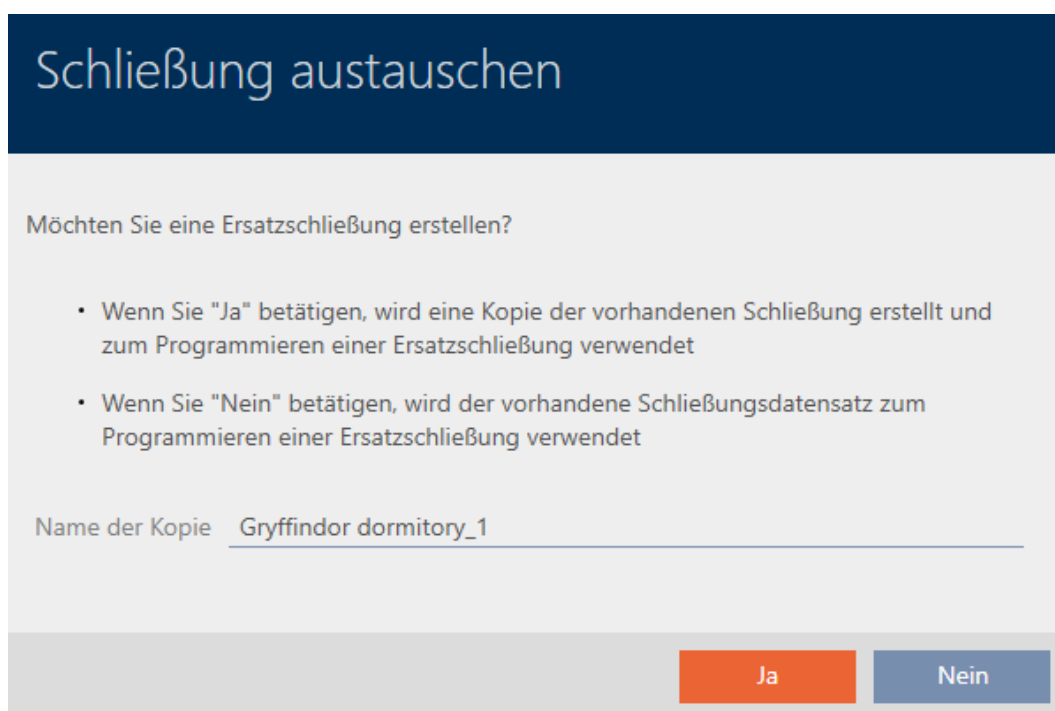 Schließung austauschen
Möchten Sie eine Ersatzschließung erstellen?
• Wenn Sie "Ja" betätigen, wird eine Kopie der vorhandenen Schließung erstellt und
zum Programmieren einer Ersatzschließung verwendet
• Wenn Sie "Nein" betätigen, wird der vorhandene Schließungsdatensatz zum
Programmieren einer Ersatzschließung verwendet
Name der Kopie Gryffindor dormitory_1
Ja Nein